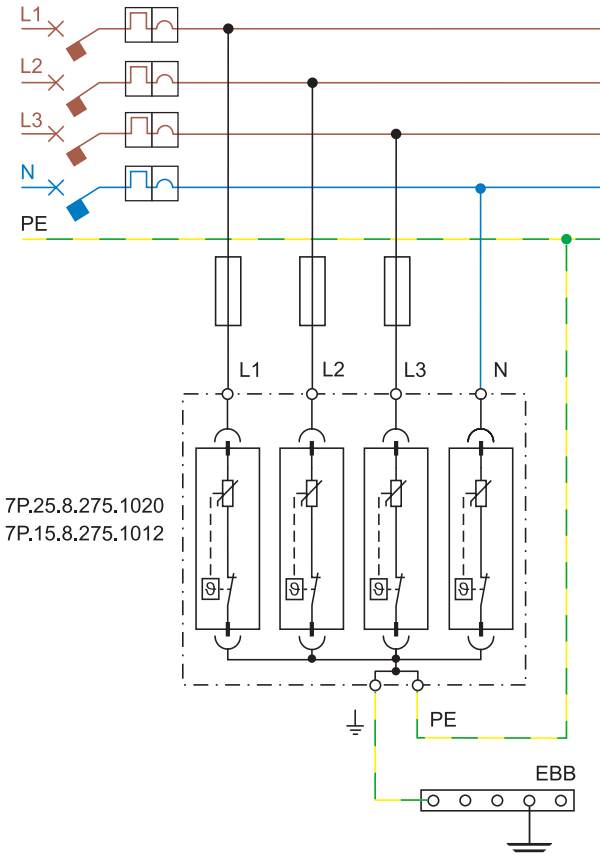 L1
L2
L3
N
PE
L1 L2 L3 N
7P.25.8.275.1020
7P.15.8.275.1012
ϑ ϑ ϑ ϑ
PE
EBB